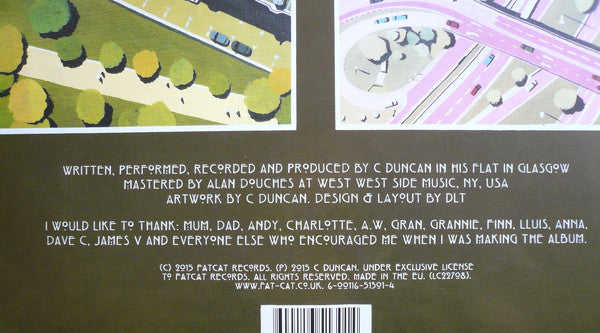 WRITTEN, PERFORMED, RECORDED AND PRODUCED BY C DUNCAN IN HIS FLAT IN GLASGOW
MASTERED BY ALAN DOUCHES AT WEST WEST SIDE MUSIC, NY, USA
ARTWORK BY C DUNCAN. DESIGN & LAYOUT BY DLT
I WOULD LIKE TO THANK: MUM, DAD, ANDY, CHARLOTTE, A.W, GRAN, GRANNIE, FINN, LLUIS, ANNA,
DAVE C, JAMES V AND EVERYONE ELSE WHO ENCOURAGED ME WHEN I WAS MAKING THE ALBUM.
(C) 2015 FATCAT RECORDS. (P) 2015 C DUNCAN. UNDER EXCLUSIVE LICENSE
TO FATCAT RECORDS. ALL RIGHTS RESERVED. MADE IN THE EU. (LC22708).
WWW.FAT-CAT.CO.UK. 6-00116-51301-4